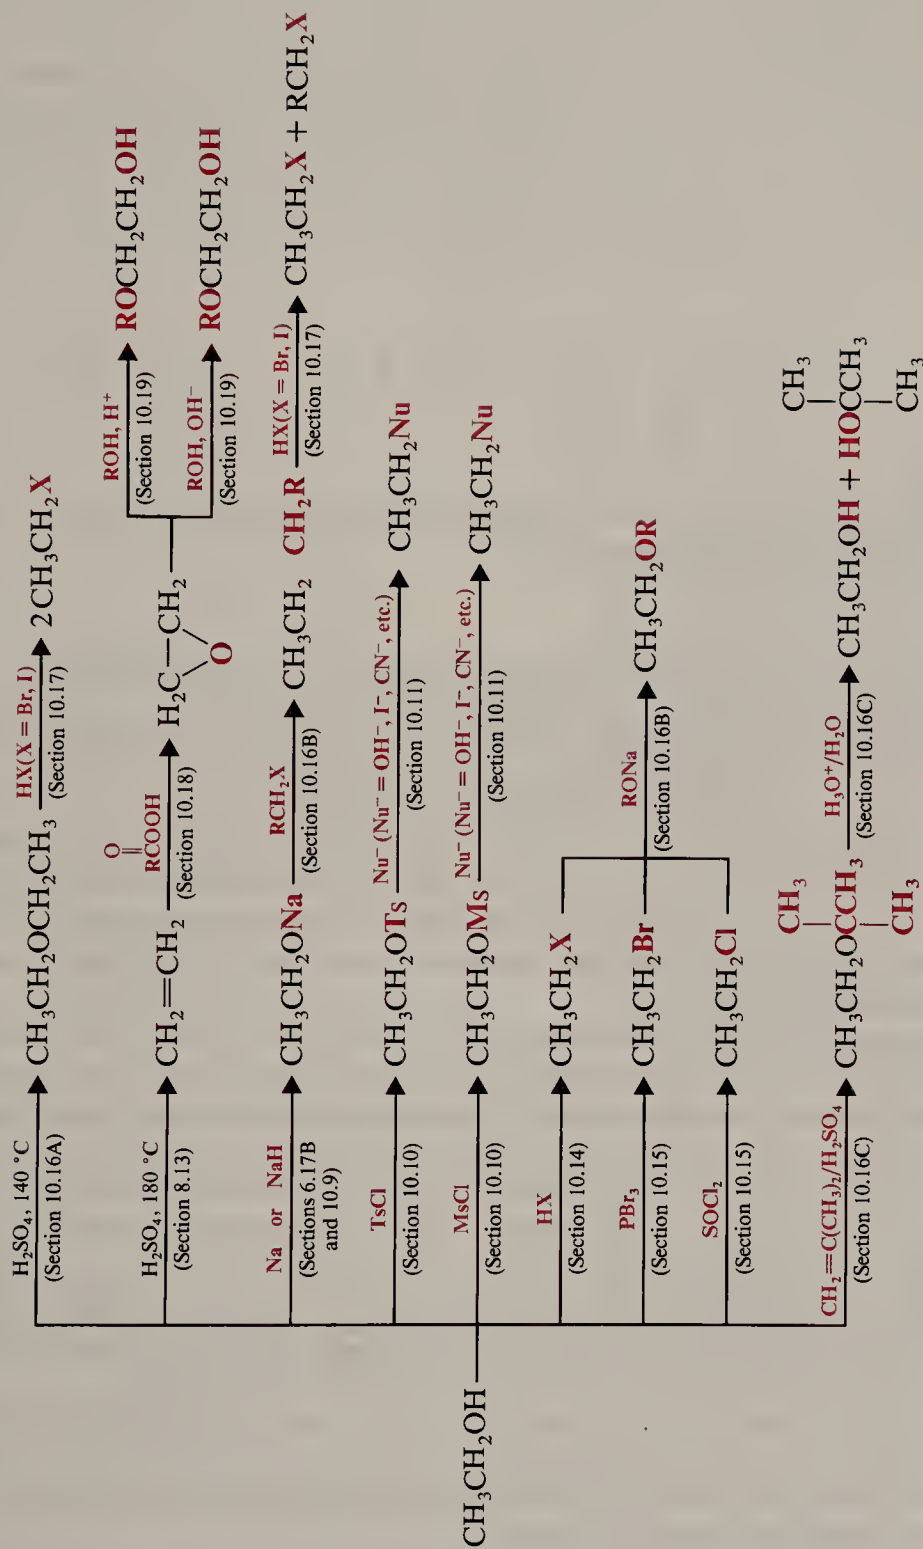 CH₃CH₂OH
H₂SO₄, 140 °C
(Section 10.16A)
CH₃CH₂OCH₂CH₃
HX(X = Br, I)
(Section 10.17)
2CH₃CH₂X
H₂SO₄, 180 °C
(Section 8.13)
CH₂=CH₂
O
RCOOH
(Section 10.18)
H₂C—CH₂
O
ROH, H⁺
(Section 10.19)
ROCH₂CH₂OH
ROH, OH⁻
(Section 10.19)
ROCH₂CH₂OH
Na or NaH
(Sections 6.17B
and 10.9)
CH₃CH₂ONa
RCH₂X
(Section 10.16B)
CH₃CH₂ CH₂R
HX(X = Br, I)
(Section 10.17)
CH₃CH₂X + RCH₂X
TsCl
(Section 10.10)
CH₃CH₂OTs
Nu⁻ (Nu⁻ = OH⁻, I⁻, CN⁻, etc.)
(Section 10.11)
CH₃CH₂Nu
MsCl
(Section 10.10)
CH₃CH₂OMs
Nu⁻ (Nu⁻ = OH⁻, I⁻, CN⁻, etc.)
(Section 10.11)
CH₃CH₂Nu
HX
(Section 10.14)
CH₃CH₂X
PBr₃
(Section 10.15)
CH₃CH₂Br
SOCl₂
(Section 10.15)
CH₃CH₂Cl
RONa
(Section 10.16B)
CH₃CH₂OR
CH₂=C(CH₃)₂/H₂SO₄
(Section 10.16C)
CH₃
CH₃CH₂OCCH₃
CH₃
H₃O⁺/H₂O
(Section 10.16C)
CH₃
CH₃CH₂OH + HOCCH₃
CH₃